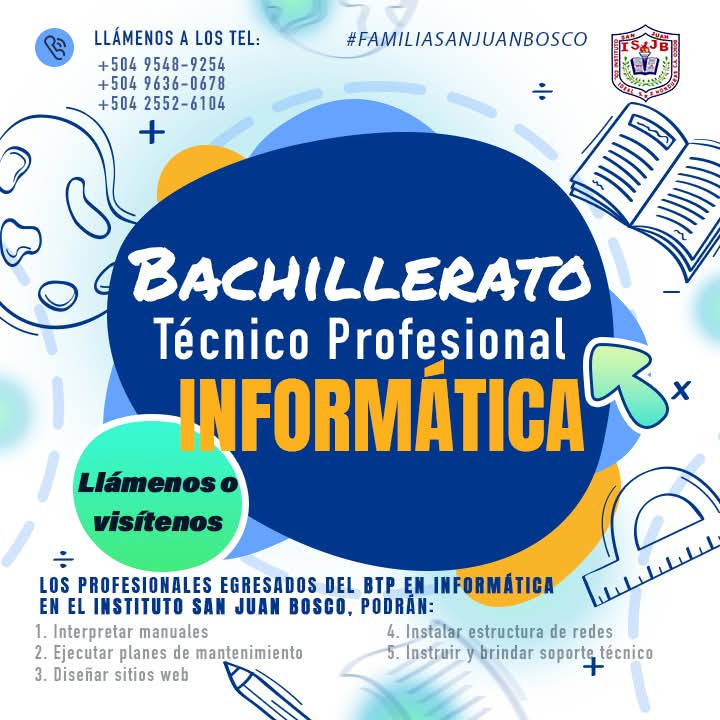 LLÁMENOS A LOS TEL:
+504 9548-9254
+504 9636-0678
+504 2552-6104
#FAMILIASANJUANBOSCO
SAN JUAN
ISJB
BACHILLERATO
Técnico Profesional
INFORMÁTICA
Llámenos o
visítenos
LOS PROFESIONALES EGRESADOS DEL BTP EN INFORMÁTICA
EN EL INSTITUTO SAN JUAN BOSCO, PODRÁN:
1. Interpretar manuales
2. Ejecutar planes de mantenimiento
3. Diseñar sitios web
4. Instalar estructura de redes
5. Instruir y brindar soporte técnico